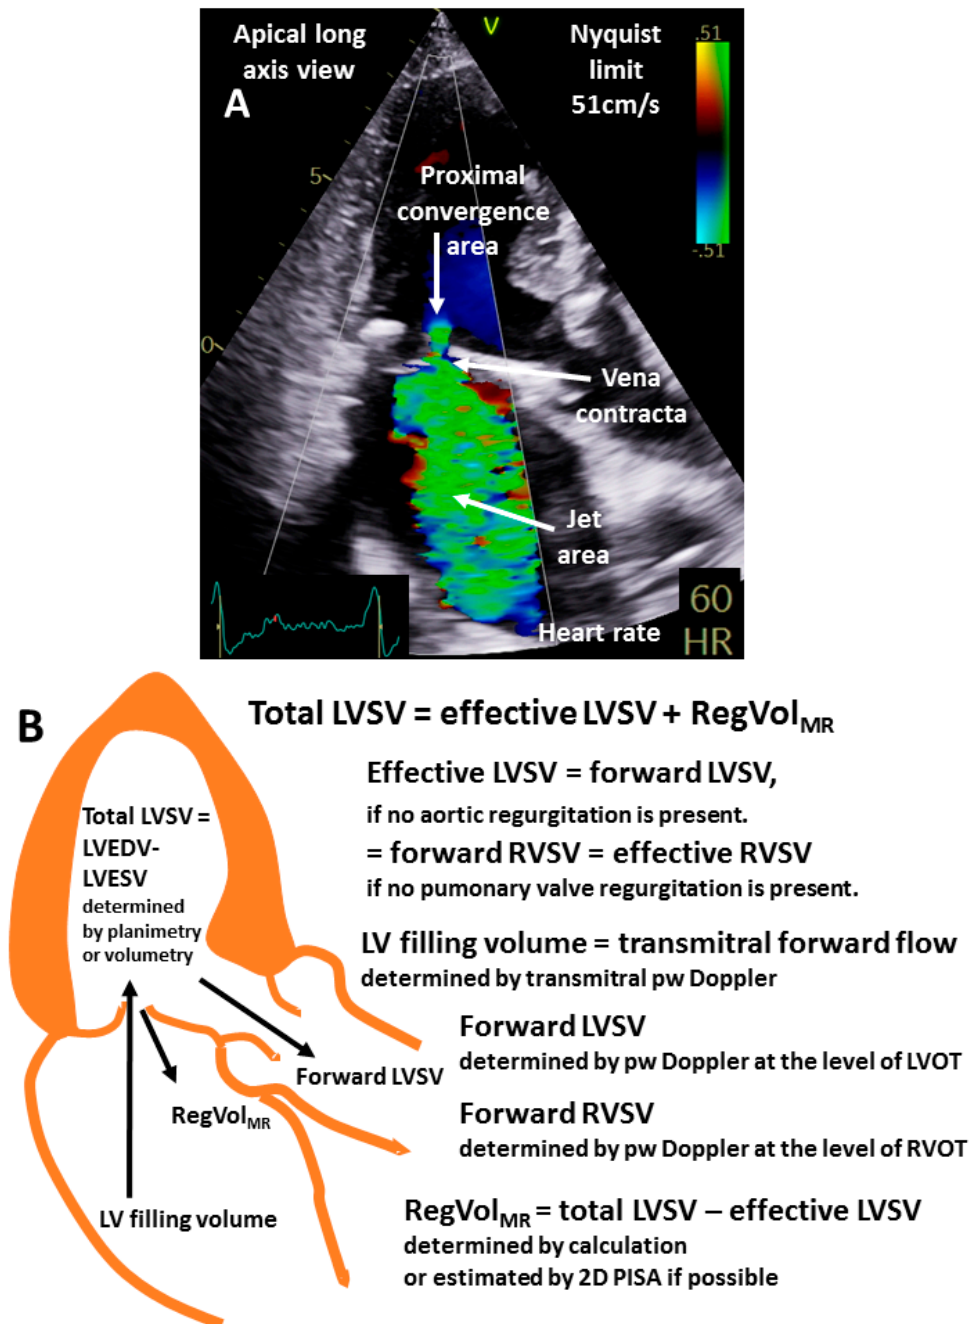 Apical long
axis view
A
V
Nyquist
limit
51cm/s
.51
-.51
5
Proximal
convergence
area
0
Vena
contracta
Jet
area
60
HR
Heart rate
B
Total LVSV = effective LVSV + RegVolMR
Effective LVSV = forward LVSV,
if no aortic regurgitation is present.
= forward RVSV = effective RVSV
if no pumonary valve regurgitation is present.
Total LVSV =
LVEDV-
LVESV
determined
by planimetry
or volumetry
LV filling volume = transmitral forward flow
determined by transmitral pw Doppler
Forward LVSV
determined by pw Doppler at the level of LVOT
Forward LVSV
RegVolMR
Forward RVSV
determined by pw Doppler at the level of RVOT
LV filling volume
RegVolMR = total LVSV – effective LVSV
determined by calculation
or estimated by 2D PISA if possible